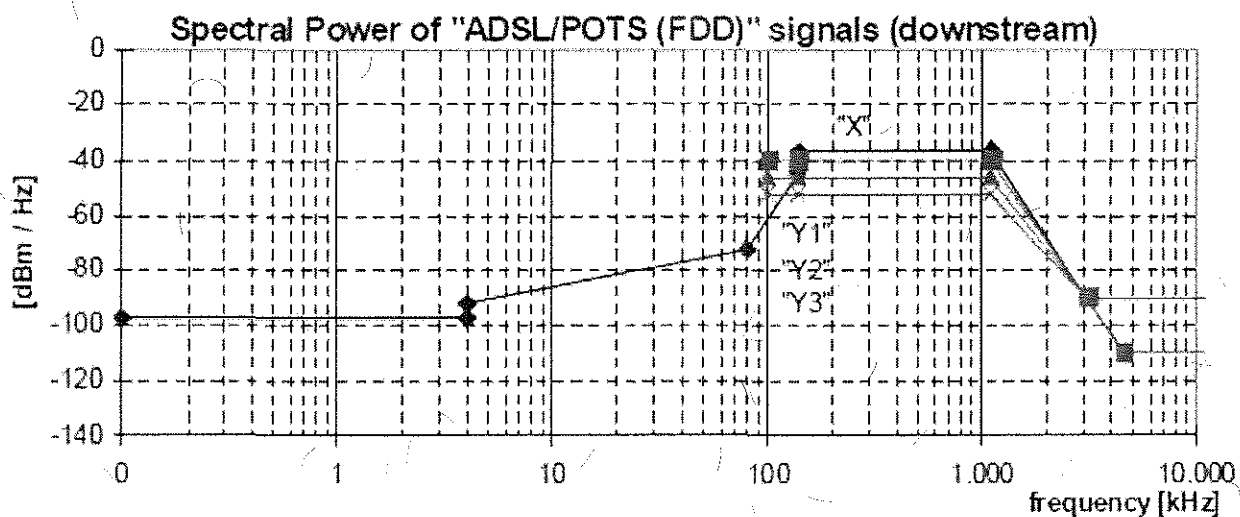 Spectral Power of "ADSL/POTS (FDD)" signals (downstream)
0
-20
-40
-60
-80
-100
-120
-140
[dBm / Hz]
"X"
"Y1"
"Y2"
"Y3"
0 1 10 100 1.000 10.000
frequency [kHz]